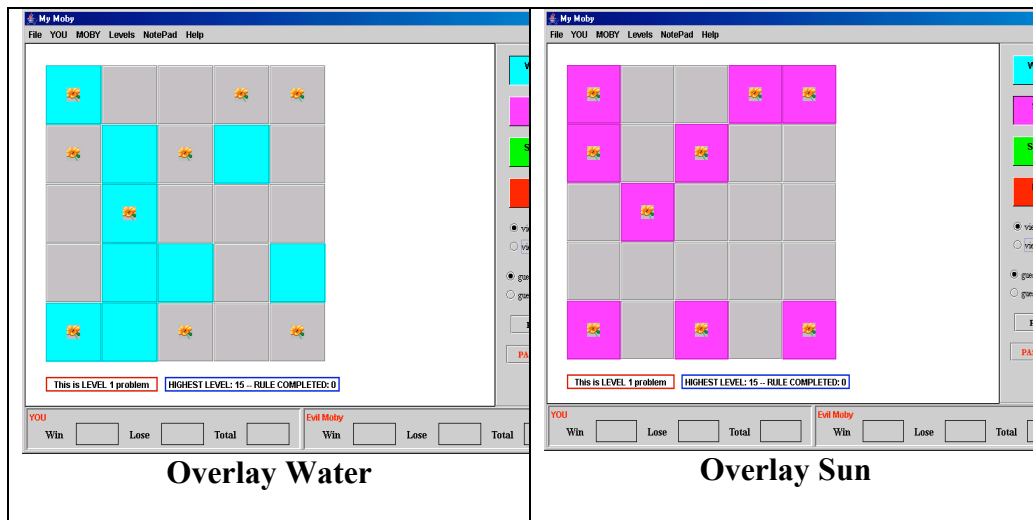 My Moby
File YOU MOBY Levels NotePad Help
This is LEVEL 1 problem HIGHEST LEVEL: 15 -- RULE COMPLETED: 0
YOU
Win Lose Total
Evil Moby
Win Lose Total
Overlay Water
My Moby
File YOU MOBY Levels NotePad Help
This is LEVEL 1 problem HIGHEST LEVEL: 15 -- RULE COMPLETED: 0
YOU
Win Lose Total
Evil Moby
Win Lose Total
Overlay Sun